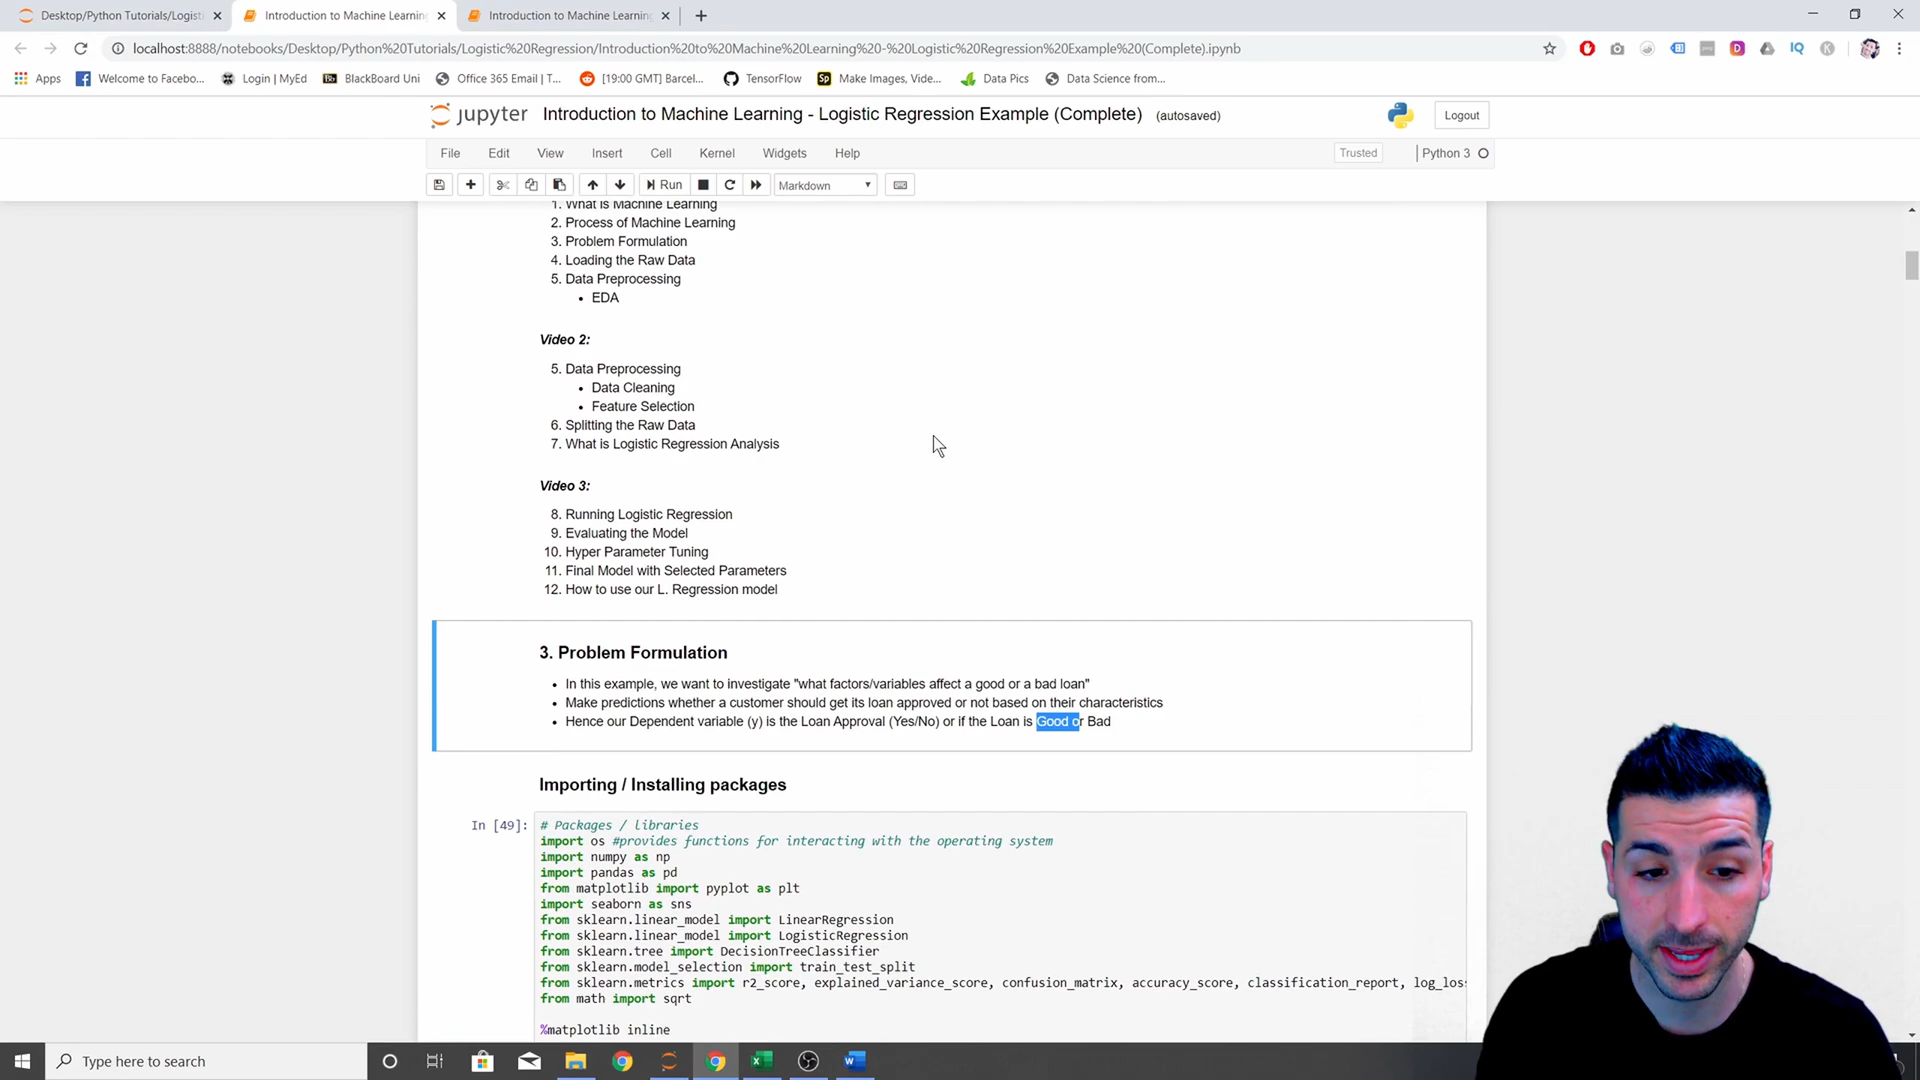 Desktop/Python Tutorials/Logisti
Introduction to Machine Learning
Introduction to Machine Learning
localhost:8888/notebooks/Desktop/Python%20Tutorials/Logistic%20Regression/Introduction%20to%20Machine%20Learning%20-%20Logistic%20Regression%20Example%20(Complete).ipynb
Apps
Welcome to Facebo...
Login | MyEd
BlackBoard Uni
Office 365 Email | T...
[19:00 GMT] Barcel...
TensorFlow
Make Images, Vide...
Data Pics
Data Science from...
jupyter Introduction to Machine Learning - Logistic Regression Example (Complete) (autosaved)
Logout
File Edit View Insert Cell Kernel Widgets Help
Trusted
Python 3
Run
Markdown
1. What is Machine Learning
2. Process of Machine Learning
3. Problem Formulation
4. Loading the Raw Data
5. Data Preprocessing
• EDA
Video 2:
5. Data Preprocessing
• Data Cleaning
• Feature Selection
6. Splitting the Raw Data
7. What is Logistic Regression Analysis
Video 3:
8. Running Logistic Regression
9. Evaluating the Model
10. Hyper Parameter Tuning
11. Final Model with Selected Parameters
12. How to use our L. Regression model
3. Problem Formulation
• In this example, we want to investigate "what factors/variables affect a good or a bad loan"
• Make predictions whether a customer should get its loan approved or not based on their characteristics
• Hence our Dependent variable (y) is the Loan Approval (Yes/No) or if the Loan is Good or Bad
Importing / Installing packages
In [49]:
# Packages / libraries
import os #provides functions for interacting with the operating system
import numpy as np
import pandas as pd
from matplotlib import pyplot as plt
import seaborn as sns
from sklearn.linear_model import LinearRegression
from sklearn.linear_model import LogisticRegression
from sklearn.tree import DecisionTreeClassifier
from sklearn.model_selection import train_test_split
from sklearn.metrics import r2_score, explained_variance_score, confusion_matrix, accuracy_score, classification_report, log_los
from math import sqrt
%matplotlib inline
Type here to search